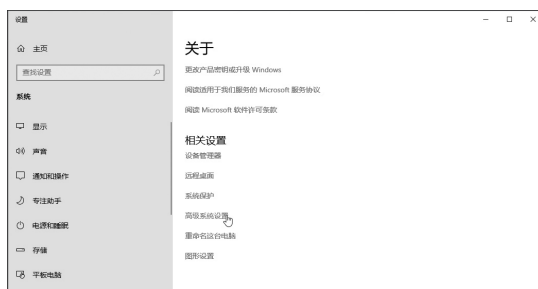 设置
主页
查找设置
系统
显示
声音
通知和操作
专注助手
电源和睡眠
存储
平板电脑
关于
更改产品密钥或升级 Windows
阅读适用于我们服务的 Microsoft 服务协议
阅读 Microsoft 软件许可条款
相关设置
设备管理器
远程桌面
系统保护
高级系统设置
重命名这台电脑
图形设置